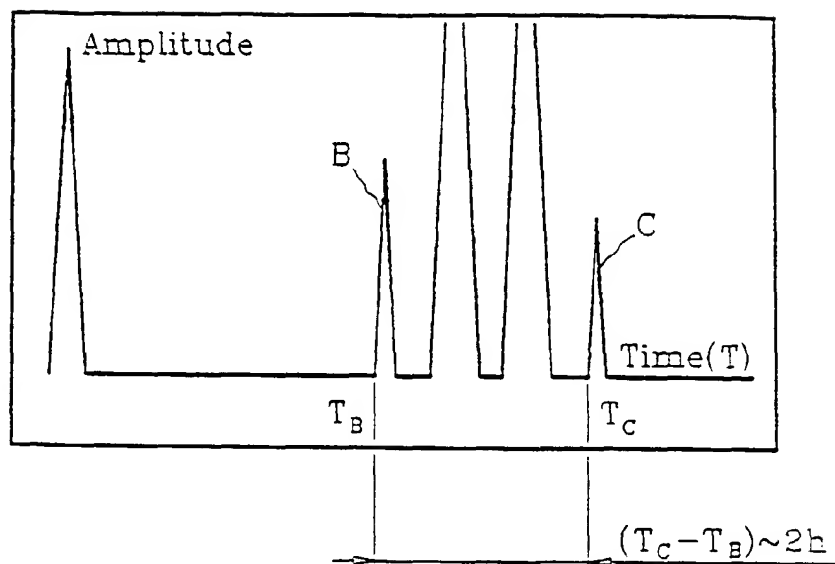 Amplitude
B
C
Time(T)
T_B
T_C
(T_C-T_B)~2h